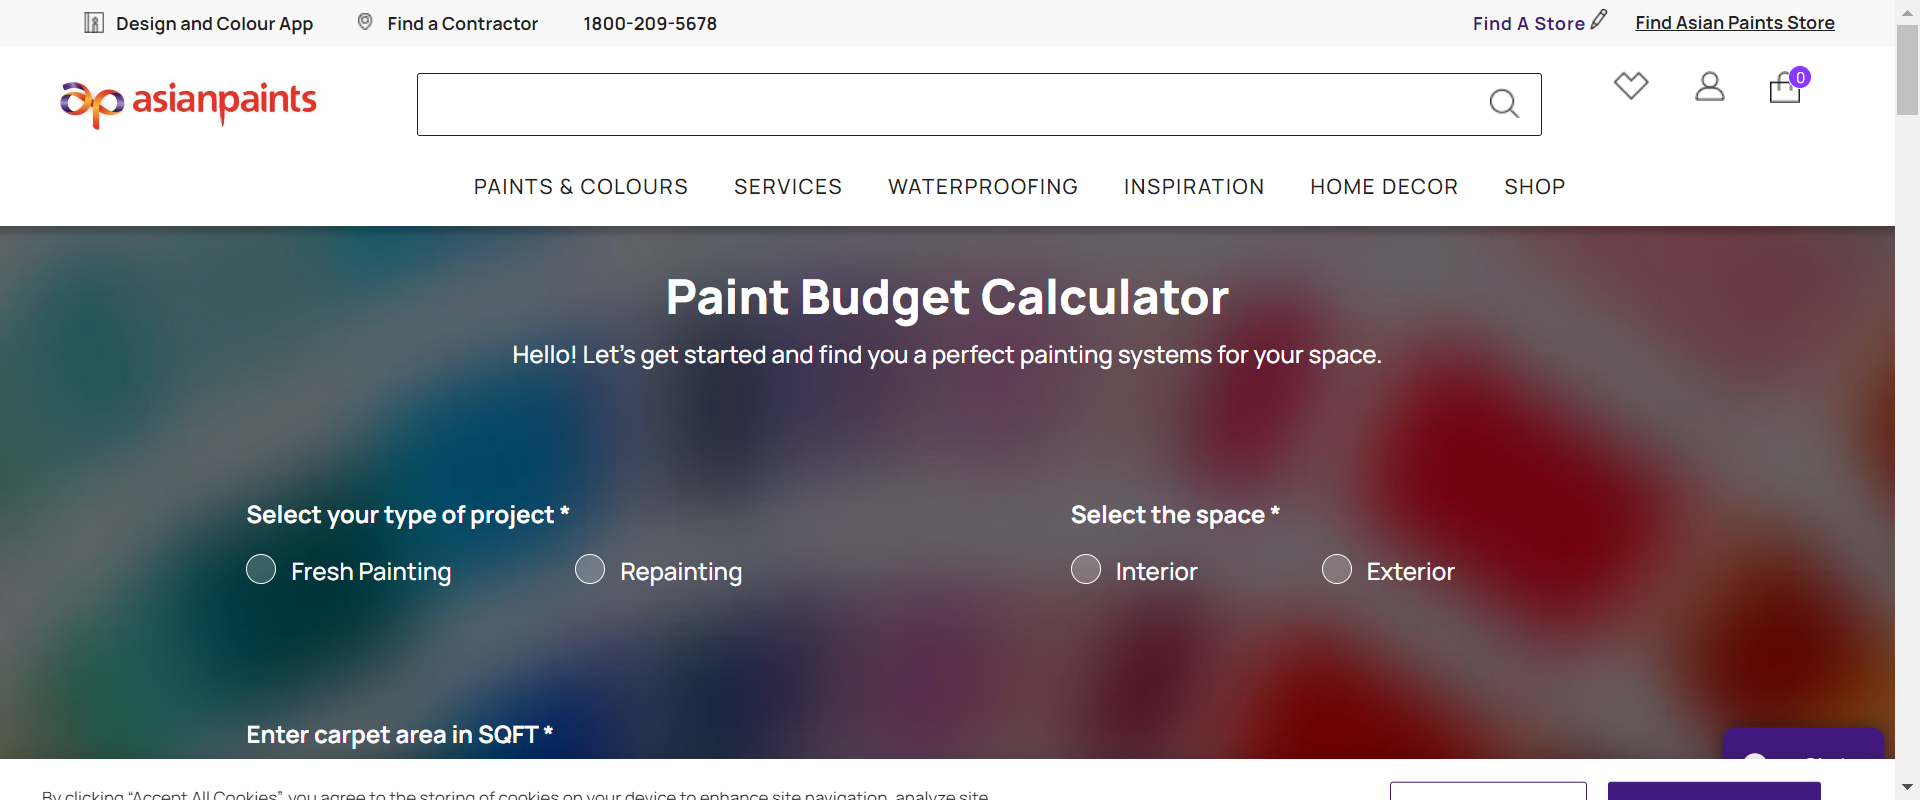 Design and Colour App
Find a Contractor
1800-209-5678
Find A Store
Find Asian Paints Store
asianpaints
0
PAINTS & COLOURS
SERVICES
WATERPROOFING
INSPIRATION
HOME DECOR
SHOP
Paint Budget Calculator
Hello! Let's get started and find you a perfect painting systems for your space.
Select your type of project *
Select the space *
Fresh Painting
Repainting
Interior
Exterior
Enter carpet area in SQFT *
By clicking “Accept All Cookies”, you agree to the storing of cookies on your device to enhance site navigation, analyze site